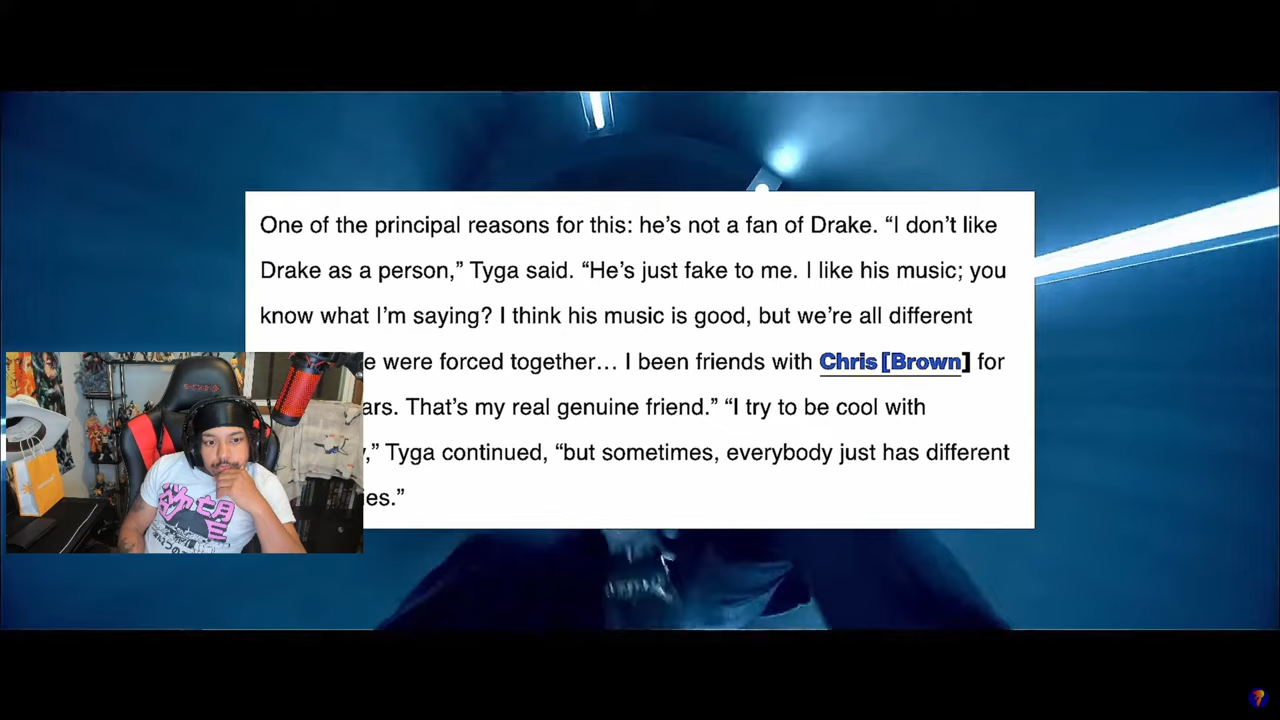 One of the principal reasons for this: he's not a fan of Drake. “I don’t like
Drake as a person,” Tyga said. “He’s just fake to me. I like his music; you
know what I’m saying? I think his music is good, but we’re all different
were forced together… I been friends with Chris [Brown] for
That’s my real genuine friend.” “I try to be cool with
Tyga continued, “but sometimes, everybody just has different
欲望